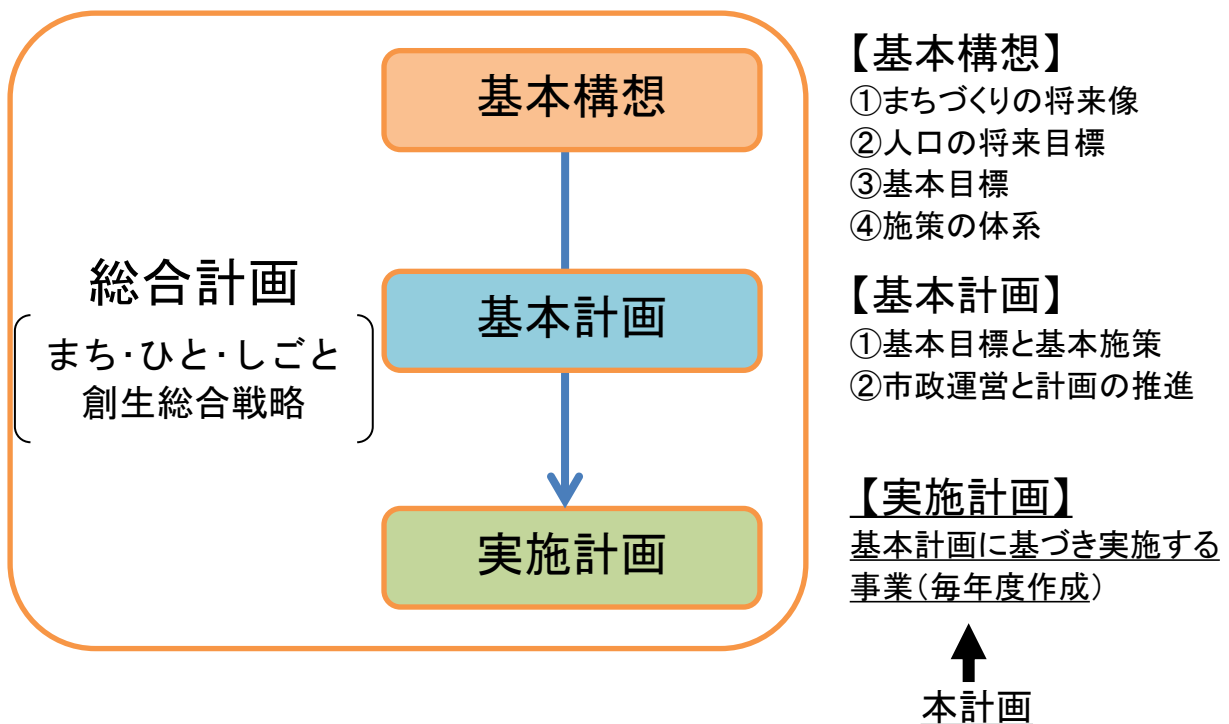 基本構想
基本計画
実施計画
総合計画
まち・ひと・しごと
創生総合戦略
【基本構想】
①まちづくりの将来像
②人口の将来目標
③基本目標
④施策の体系
【基本計画】
①基本目標と基本施策
②市政運営と計画の推進
【実施計画】
基本計画に基づき実施する
事業（毎年度作成）
本計画